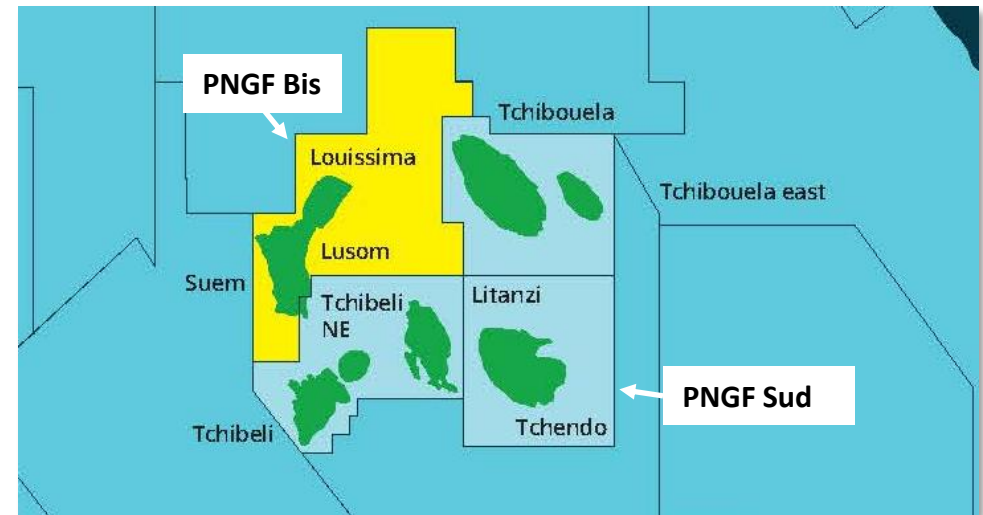 PNGF Bis
Tchibouela
Louissima
Tchibouela east
Lusom
Suem
Tchibeli
NE
Litanzi
PNGF Sud
Tchendo
Tchibeli